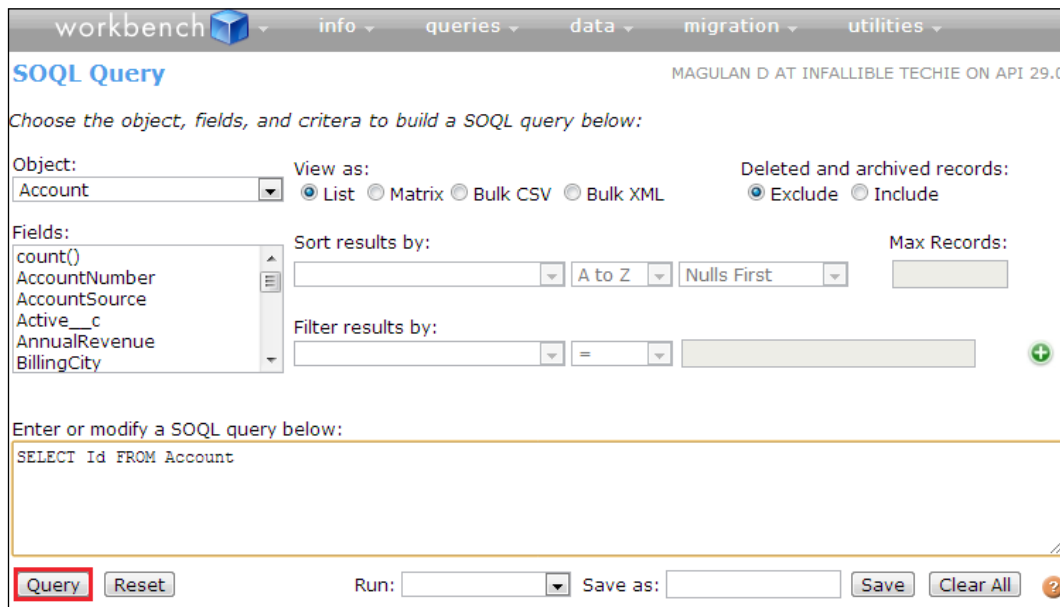 workbench info queries data migration utilities
SOQL Query MAGULAN D AT INFALLIBLE TECHIE ON API 29.0
Choose the object, fields, and critera to build a SOQL query below:
Object: View as: Deleted and archived records:
Account List Matrix Bulk CSV Bulk XML Exclude Include
Fields: Sort results by: Max Records:
count()
AccountNumber A to Z Nulls First
AccountSource
Active__c
AnnualRevenue Filter results by:
BillingCity =
Enter or modify a SOQL query below:
SELECT Id FROM Account
Query Reset Run: Save as: Save Clear All ?